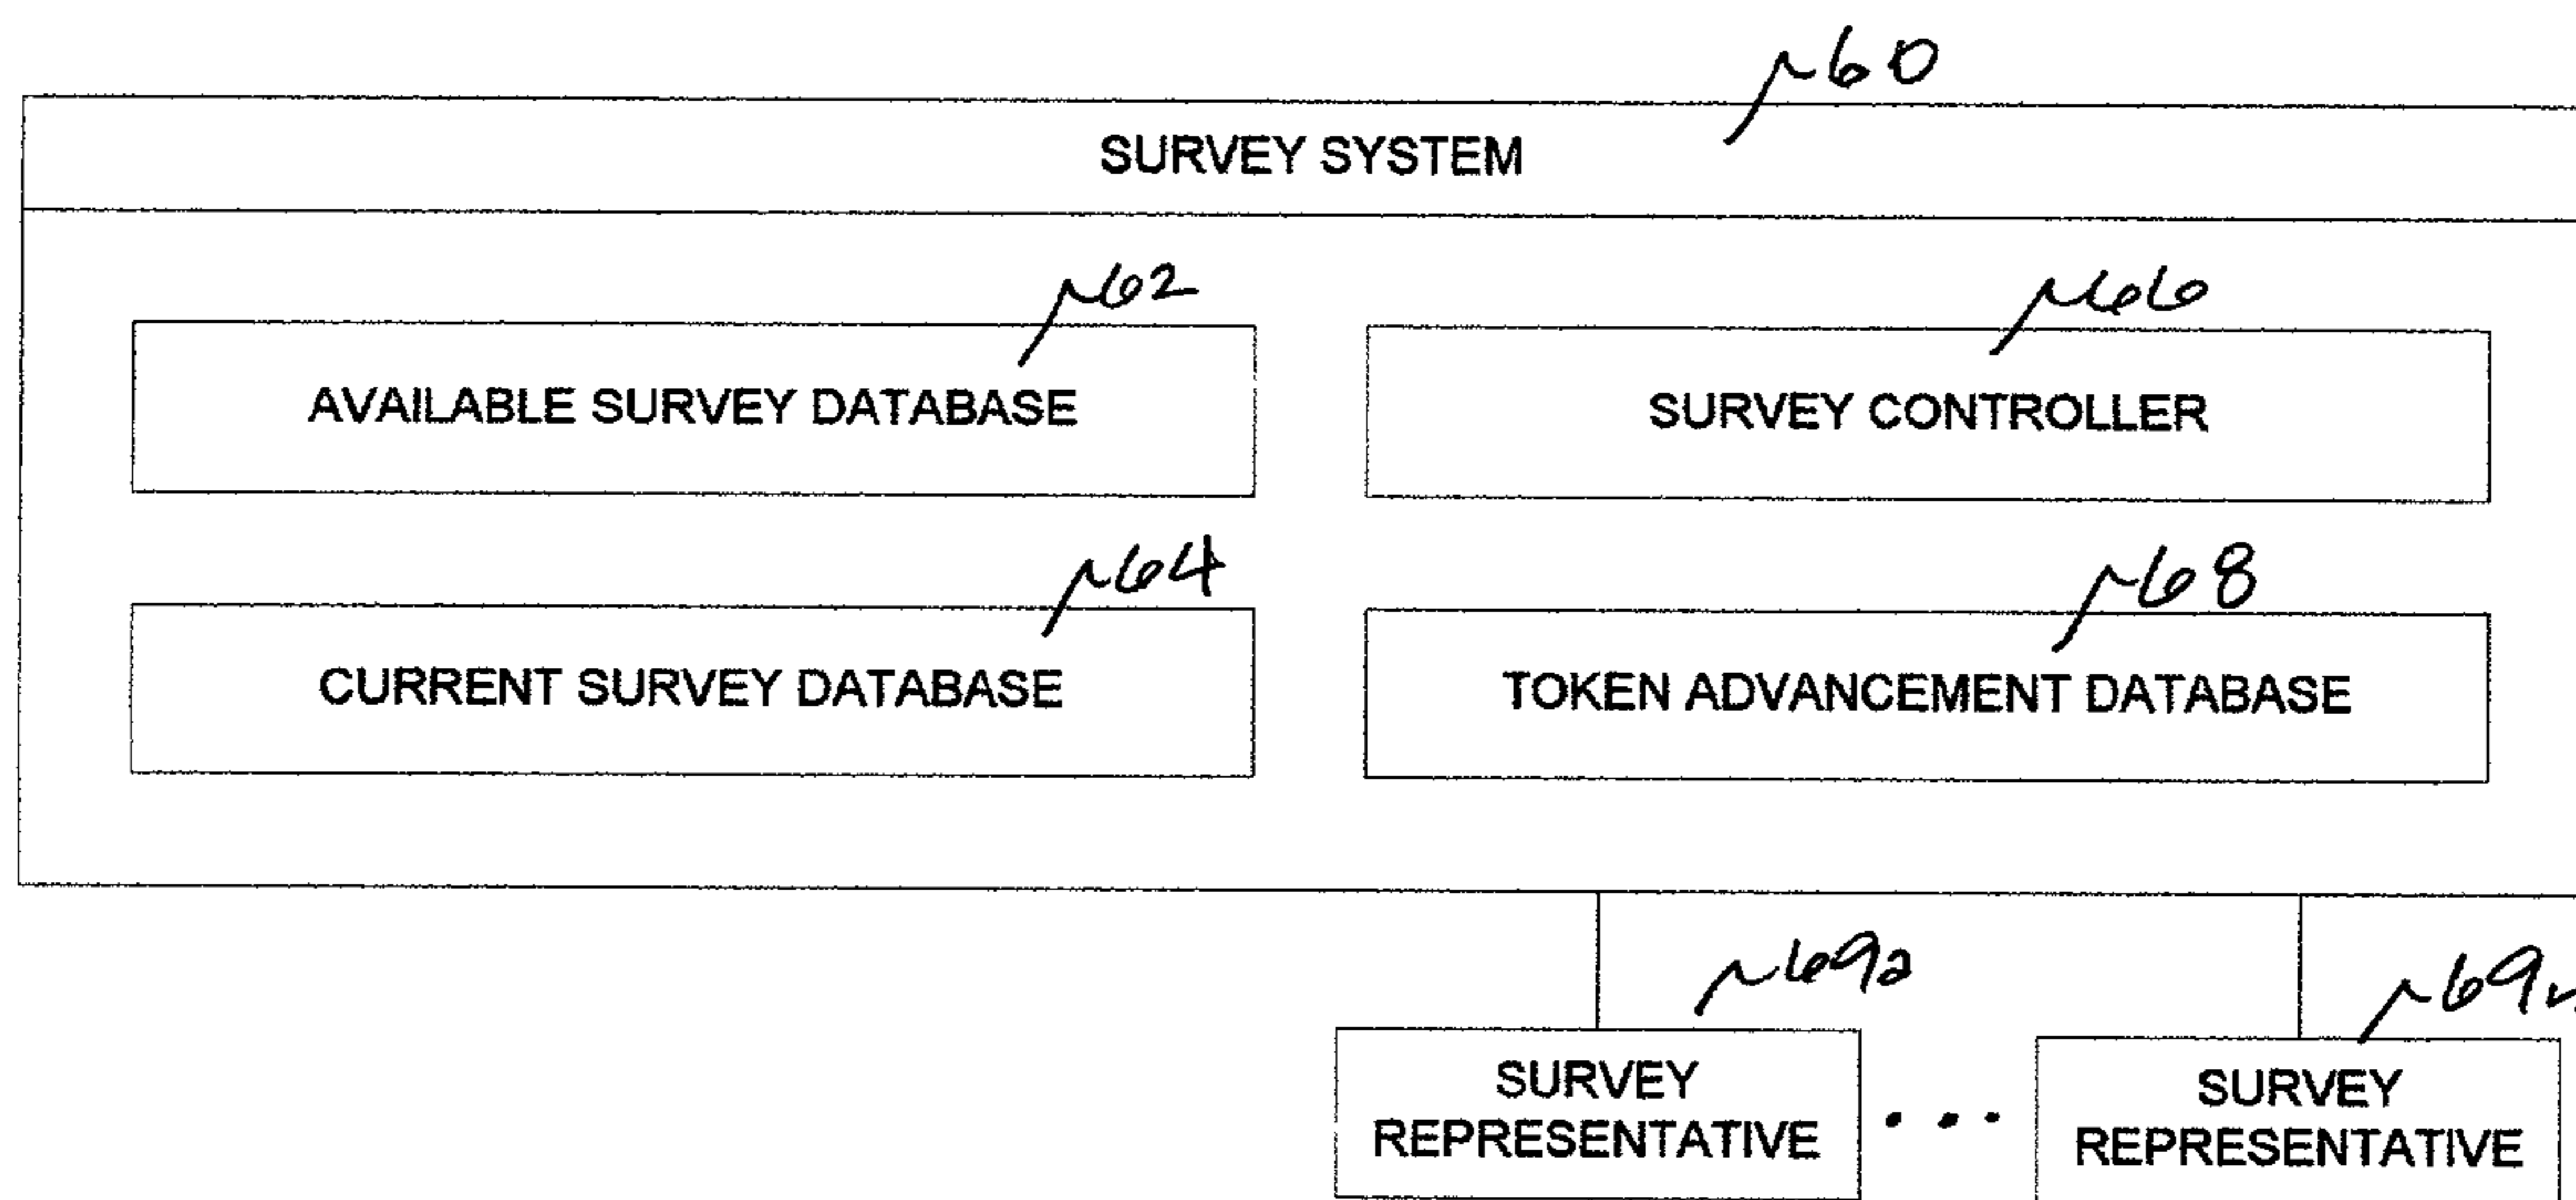 60
SURVEY SYSTEM
62
66
AVAILABLE SURVEY DATABASE
SURVEY CONTROLLER
64
68
CURRENT SURVEY DATABASE
TOKEN ADVANCEMENT DATABASE
69a
69n
SURVEY
REPRESENTATIVE
...
SURVEY
REPRESENTATIVE